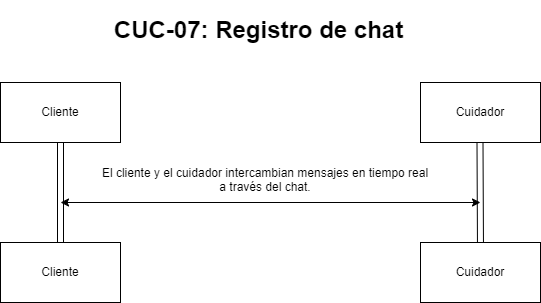 CUC-07: Registro de chat
Cliente
Cuidador
El cliente y el cuidador intercambian mensajes en tiempo real
a través del chat.
Cliente
Cuidador